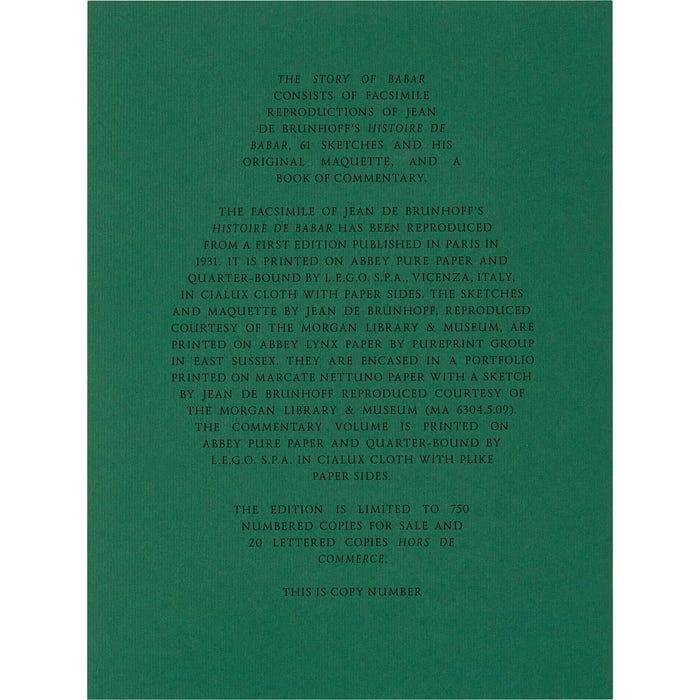 THE STORY OF BABAR
CONSISTS OF FACSIMILE
REPRODUCTIONS OF JEAN
DE BRUNHOFF'S HISTOIRE DE
BABAR, 61 SKETCHES AND HIS
ORIGINAL MAQUETTE, AND A
BOOK OF COMMENTARY.
THE FACSIMILE OF JEAN DE BRUNHOFF'S
HISTOIRE DE BABAR HAS BEEN REPRODUCED
FROM A FIRST EDITION PUBLISHED IN PARIS IN
1931. IT IS PRINTED ON ABBEY PURE PAPER AND
QUARTER-BOUND BY L.E.G.O. S.P.A., VICENZA, ITALY,
IN CIALUX CLOTH WITH PAPER SIDES. THE SKETCHES
AND MAQUETTE BY JEAN DE BRUNHOFF, REPRODUCED
COURTESY OF THE MORGAN LIBRARY & MUSEUM, ARE
PRINTED ON ABBEY LYNX PAPER BY PUREPRINT GROUP
IN EAST SUSSEX. THEY ARE ENCASED IN A PORTFOLIO
PRINTED ON MARCATE NETTUNO PAPER WITH A SKETCH
BY JEAN DE BRUNHOFF REPRODUCED COURTESY OF
THE MORGAN LIBRARY & MUSEUM (MA 6304.5.09).
THE COMMENTARY VOLUME IS PRINTED ON
ABBEY PURE PAPER AND QUARTER-BOUND BY
L.E.G.O. S.P.A. IN CIALUX CLOTH WITH PLIKE
PAPER SIDES.
THE EDITION IS LIMITED TO 750
NUMBERED COPIES FOR SALE AND
20 LETTERED COPIES HORS DE
COMMERCE.
THIS IS COPY NUMBER